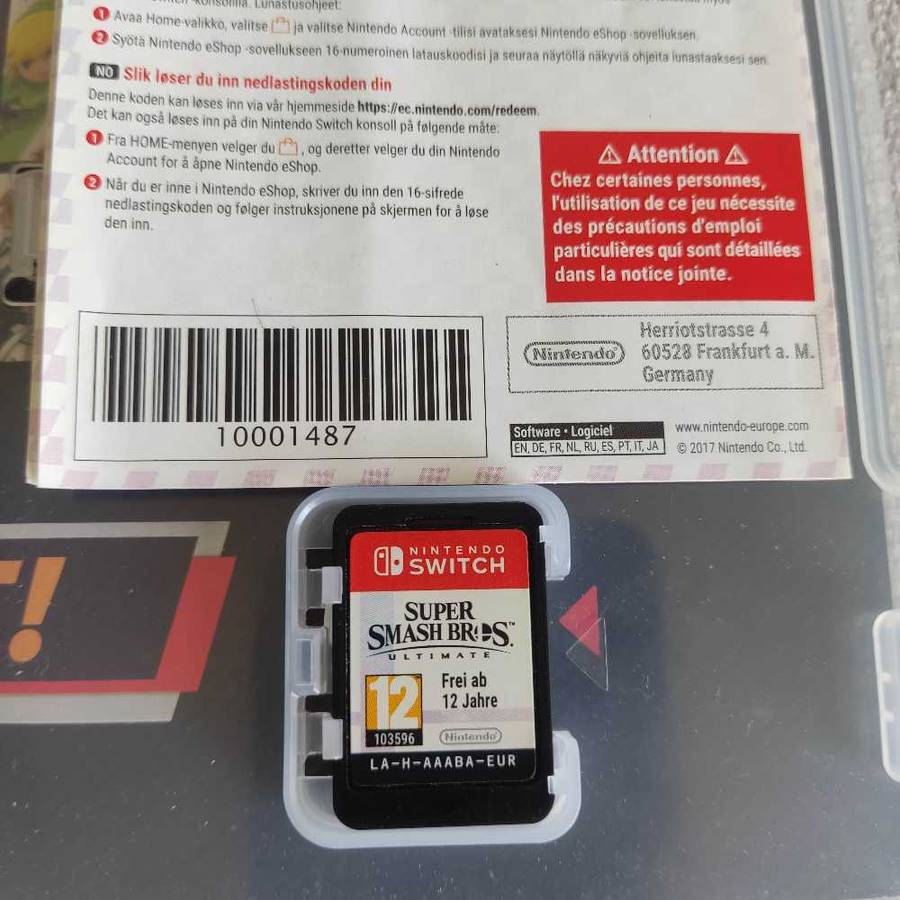 -konsolilla. Lunastusohjeet:
1 Avaa Home-valikko, valitse ja valitse Nintendo Account -tilisi avataksesi Nintendo eShop -sovelluksen.
2 Syötä Nintendo eShop -sovellukseen 16-numeroinen latauskoodisi ja seuraa näytöllä näkyviä ohjeita lunastaaksesi sen.
NO Slik løser du inn nedlastingskoden din
Denne koden kan løses inn via vår hjemmeside https://ec.nintendo.com/redeem.
Det kan også løses inn på din Nintendo Switch konsoll på følgende måte:
1 Fra HOME-menyen velger du , og deretter velger du din Nintendo
Account for å åpne Nintendo eShop.
2 Når du er inne i Nintendo eShop, skriver du inn den 16-sifrede
nedlastingskoden og følger instruksjonene på skjermen for å løse
den inn.
⚠ Attention ⚠
Chez certaines personnes,
l'utilisation de ce jeu nécessite
des précautions d'emploi
particulières qui sont détaillées
dans la notice jointe.
10001487
Nintendo
Herriotstrasse 4
60528 Frankfurt a. M.
Germany
Software • Logiciel
EN, DE, FR, NL, RU, ES, PT, IT, JA
www.nintendo-europe.com
© 2017 Nintendo Co., Ltd.
!
NINTENDO
SWITCH
SUPER
SMASH BROS.™
ULTIMATE
12
103596
Frei ab
12 Jahre
Nintendo
LA-H-AAABA-EUR